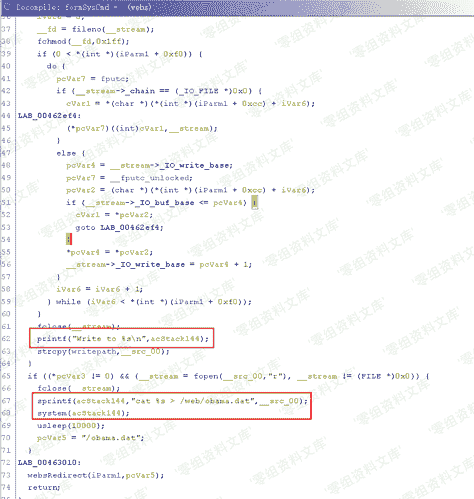 Decompile: formSysCmd - (webs)
37 __fd = fileno(__stream);
38 fchmod(__fd,0x1ff);
39 if (0 < *(int *)(iParm1 + 0xf0)) {
40 do {
41 pcVar7 = fputc;
42 if (__stream->_chain == (_IO_FILE *)0x0) {
43 cVar1 = *(char *)(*(int *)(iParm1 + 0xcc) + iVar6);
44 LAB_00462ef4:
45 (*pcVar7)((int)cVar1,__stream);
46 }
47 else {
48 pcVar4 = __stream->_IO_write_base;
49 pcVar7 = __fputc_unlocked;
50 pcVar2 = (char *)(*(int *)(iParm1 + 0xcc) + iVar6);
51 if (__stream->_IO_buf_base <= pcVar4) {
52 cVar1 = *pcVar2;
53 goto LAB_00462ef4;
54 }
55 *pcVar4 = *pcVar2;
56 __stream->_IO_write_base = pcVar4 + 1;
57 }
58 iVar6 = iVar6 + 1;
59 } while (iVar6 < *(int *)(iParm1 + 0xf0));
60 }
61 fclose(__stream);
62 printf("Write to %s\n",acStack144);
63 strcpy(writepath,__src_00);
64 }
65 if ((*pcVar3 != 0) && (__stream = fopen(__src_00,"r"), __stream != (FILE *)0x0)) {
66 fclose(__stream);
67 sprintf(acStack144,"cat %s > /web/obama.dat",__src_00);
68 system(acStack144);
69 usleep(10000);
70 pcVar5 = "/obama.dat";
71 }
72 LAB_00463010:
73 websRedirect(iParm1,pcVar5);
74 return;
零组资料文库